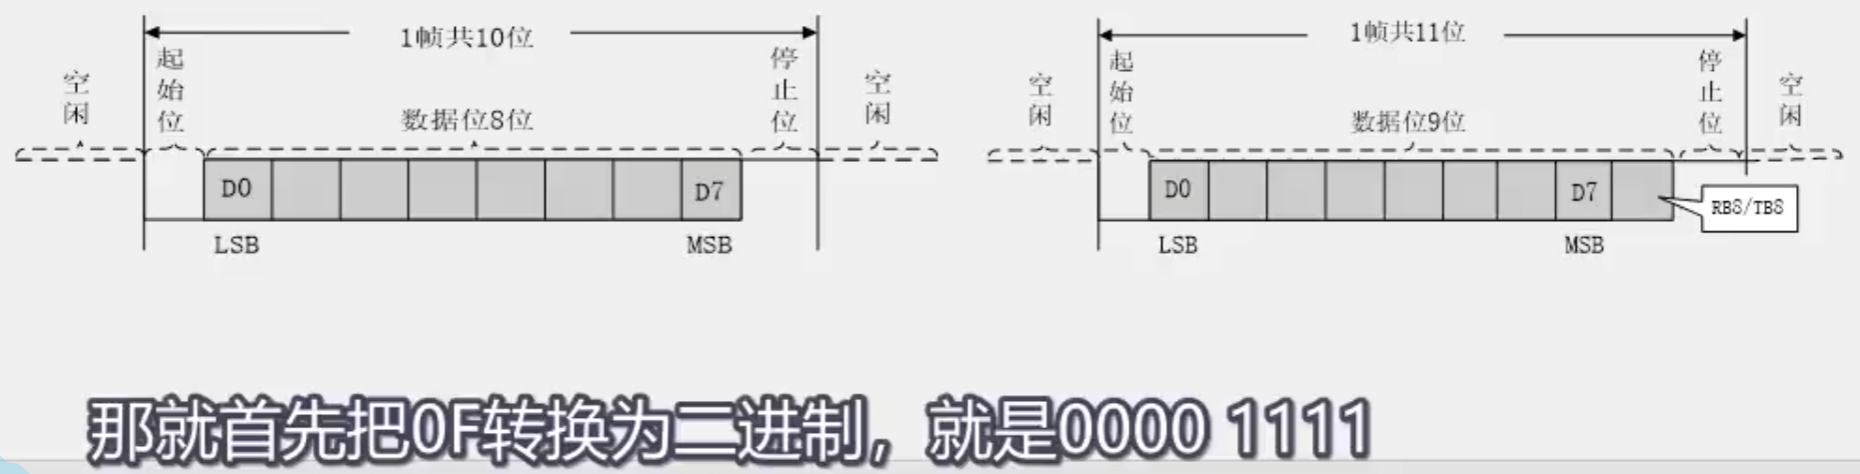 1帧共10位
空闲
起始位
数据位8位
停止位
空闲
D0
D7
LSB
MSB
1帧共11位
空闲
起始位
数据位9位
停止位
空闲
D0
D7
RB8/TB8
LSB
MSB
那就首先把0F转换为二进制，就是0000 1111